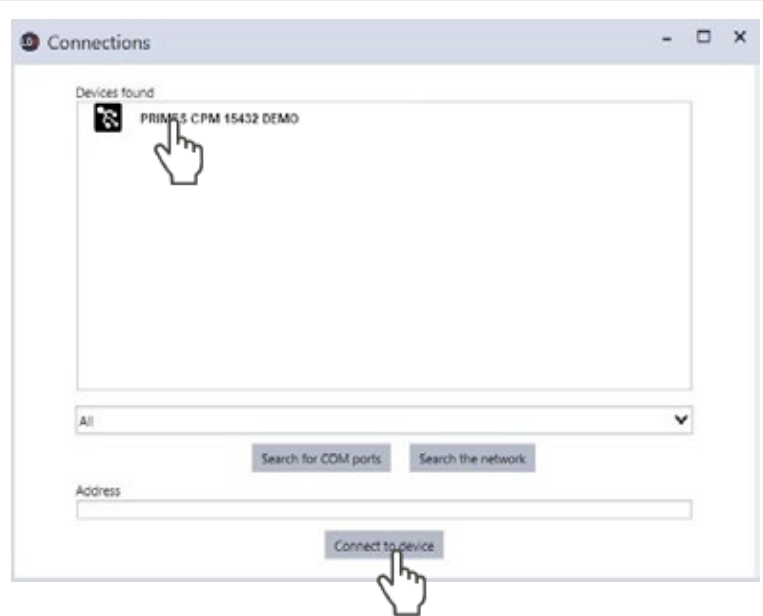 Connections
Devices found
PRIMES CPM 15432 DEMO
All
Search for COM ports Search the network
Address
Connect to device